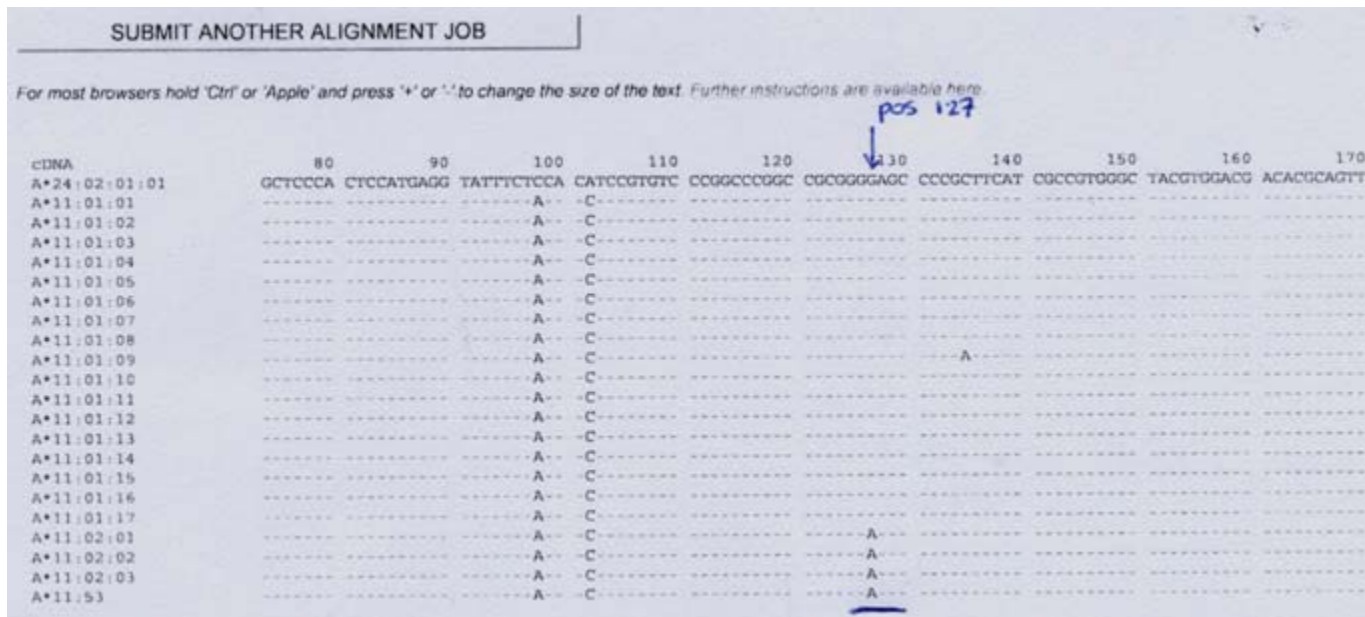 SUBMIT ANOTHER ALIGNMENT JOB
For most browsers hold 'Ctrl' or 'Apple' and press '+' or '-' to change the size of the text. Further instructions are available here.
pos 127
cDNA 80 90 100 110 120 130 140 150 160 170
A*24:02:01:01 GCTCCCA CTCCATGAGG TATTTCTCCA CATCCGTGTC CCGGCCCGGC CGCGGGGAGC CCCGCTTCAT CGCCGTGGGC TACGTGGACG ACACGCAGTT
A*11:01:01 ------- ---------- -------A-- -C-------- ---------- ---------- ---------- ---------- ---------- ----------
A*11:01:02 ------- ---------- -------A-- -C-------- ---------- ---------- ---------- ---------- ---------- ----------
A*11:01:03 ------- ---------- -------A-- -C-------- ---------- ---------- ---------- ---------- ---------- ----------
A*11:01:04 ------- ---------- -------A-- -C-------- ---------- ---------- ---------- ---------- ---------- ----------
A*11:01:05 ------- ---------- -------A-- -C-------- ---------- ---------- ---------- ---------- ---------- ----------
A*11:01:06 ------- ---------- -------A-- -C-------- ---------- ---------- ---------- ---------- ---------- ----------
A*11:01:07 ------- ---------- -------A-- -C-------- ---------- ---------- ---------- ---------- ---------- ----------
A*11:01:08 ------- ---------- -------A-- -C-------- ---------- ---------- ---------- ---------- ---------- ----------
A*11:01:09 ------- ---------- -------A-- -C-------- ---------- ---------- ----A----- ---------- ---------- ----------
A*11:01:10 ------- ---------- -------A-- -C-------- ---------- ---------- ---------- ---------- ---------- ----------
A*11:01:11 ------- ---------- -------A-- -C-------- ---------- ---------- ---------- ---------- ---------- ----------
A*11:01:12 ------- ---------- -------A-- -C-------- ---------- ---------- ---------- ---------- ---------- ----------
A*11:01:13 ------- ---------- -------A-- -C-------- ---------- ---------- ---------- ---------- ---------- ----------
A*11:01:14 ------- ---------- -------A-- -C-------- ---------- ---------- ---------- ---------- ---------- ----------
A*11:01:15 ------- ---------- -------A-- -C-------- ---------- ---------- ---------- ---------- ---------- ----------
A*11:01:16 ------- ---------- -------A-- -C-------- ---------- ---------- ---------- ---------- ---------- ----------
A*11:01:17 ------- ---------- -------A-- -C-------- ---------- ---------- ---------- ---------- ---------- ----------
A*11:02:01 ------- ---------- -------A-- -C-------- ---------- ------A--- ---------- ---------- ---------- ----------
A*11:02:02 ------- ---------- -------A-- -C-------- ---------- ------A--- ---------- ---------- ---------- ----------
A*11:02:03 ------- ---------- -------A-- -C-------- ---------- ------A--- ---------- ---------- ---------- ----------
A*11:53 ------- ---------- -------A-- -C-------- ---------- ------A--- ---------- ---------- ---------- ----------